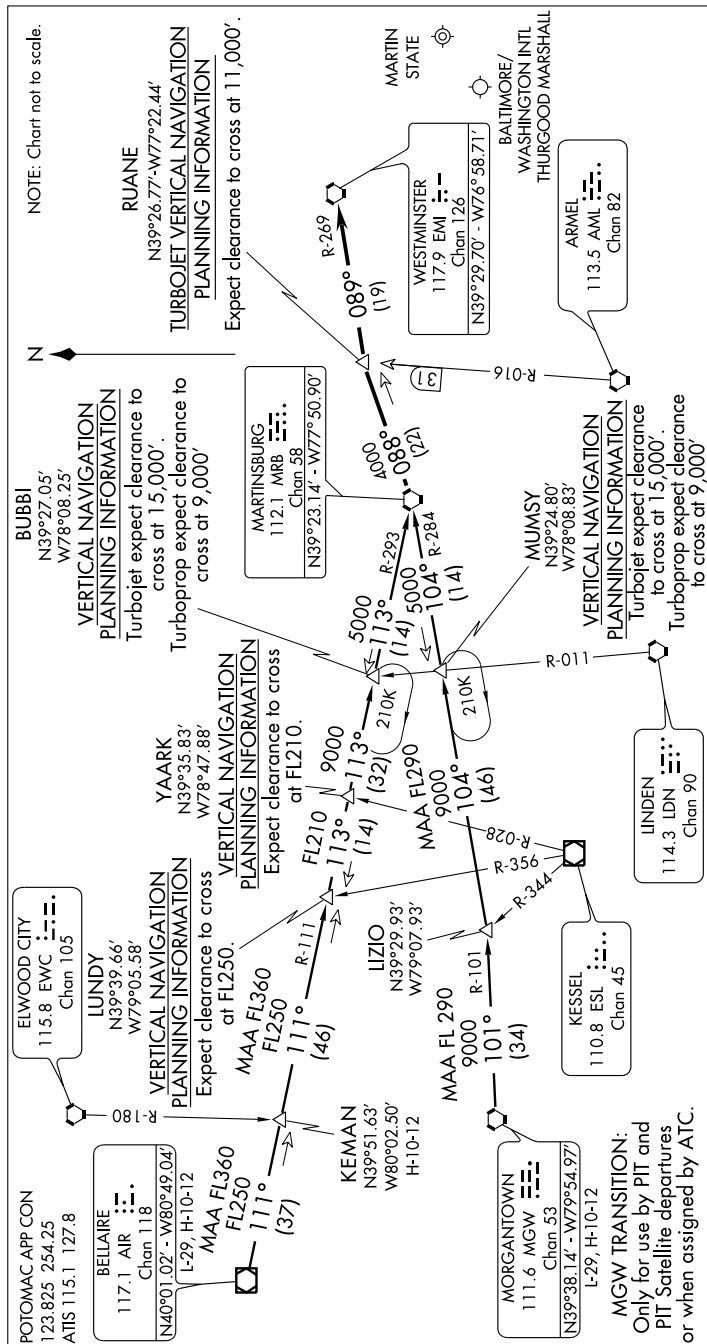 POTOMAC APP CON
123.825 254.25
ATIS 115.1 127.8
BELLAIRE
117.1 AIR
Chan 118
N40°01.02' - W80°49.04'
L-29, H-10-12
ELWOOD CITY
115.8 EWC
Chan 105
R-180
MAA FL360
FL250
111°
(37)
KEMAN
N39°51.63'
W80°02.50'
H-10-12
MAA FL360
FL250
111°
(46)
R-111
LUNDY
N39°39.66'
W79°05.58'
VERTICAL NAVIGATION
PLANNING INFORMATION
Expect clearance to cross
at FL250.
FL210
113°
(14)
YAARK
N39°35.83'
W78°47.88'
VERTICAL NAVIGATION
PLANNING INFORMATION
Expect clearance to cross
at FL210.
9000
113°
(32)
BUBBI
N39°27.05'
W78°08.25'
VERTICAL NAVIGATION
PLANNING INFORMATION
Turbojet expect clearance to
cross at 15,000'.
Turboprop expect clearance to
cross at 9,000'
210K
5000
113°
(14)
R-293
MARTINSBURG
112.1 MRB
Chan 58
N39°23.14' - W77°50.90'
4000
088°
(22)
N
NOTE: Chart not to scale.
RUANE
N39°26.77'-W77°22.44'
TURBOJET VERTICAL NAVIGATION
PLANNING INFORMATION
Expect clearance to cross at 11,000'.
089°
(19)
R-269
WESTMINSTER
117.9 EMI
Chan 126
N39°29.70' - W76°58.71'
MARTIN
STATE
BALTIMORE/
WASHINGTON INTL
THURGOOD MARSHALL
31
R-016
ARMEL
113.5 AML
Chan 82
MORGANTOWN
111.6 MGW
Chan 53
N39°38.14' - W79°54.97'
L-29, H-10-12
MAA FL 290
9000
101°
(34)
R-101
LIZIO
N39°29.93'
W79°07.93'
R-344
R-356
R-028
KESSEL
110.8 ESL
Chan 45
MAA FL290
9000
104°
(46)
210K
5000
104°
(14)
R-284
MUMSY
N39°24.80'
W78°08.83'
VERTICAL NAVIGATION
PLANNING INFORMATION
Turbojet expect clearance
to cross at 15,000'.
Turboprop expect clearance
to cross at 9,000'
R-011
LINDEN
114.3 LDN
Chan 90
MGW TRANSITION:
Only for use by PIT and
PIT Satellite departures
or when assigned by ATC.